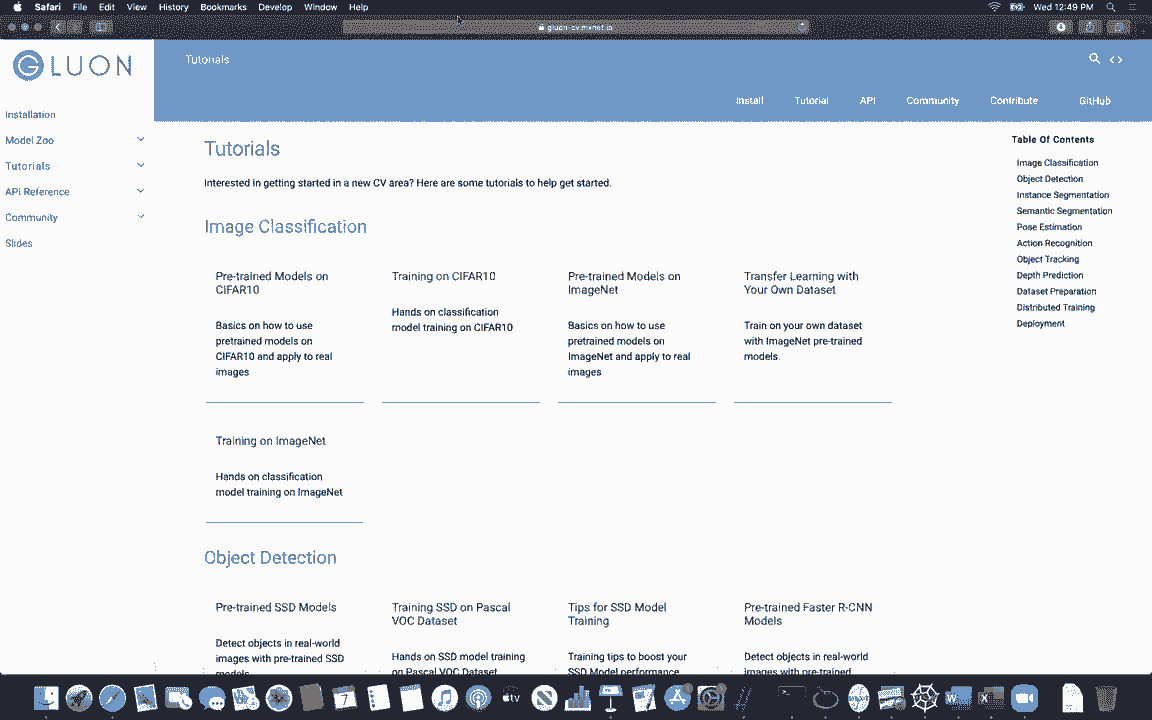 Safari File Edit View History Bookmarks Develop Window Help Wed 12:49 PM
gluon-cv.mxnet.io
GLUON
Tutorials
Install Tutorial API Community Contribute GitHub
Installation
Model Zoo
Tutorials
API Reference
Community
Slides
Tutorials
Interested in getting started in a new CV area? Here are some tutorials to help get started.
Image Classification
Pre-trained Models on
CIFAR10
Basics on how to use
pretrained models on
CIFAR10 and apply to real
images
Training on CIFAR10
Hands on classification
model training on CIFAR10
Pre-trained Models on
ImageNet
Basics on how to use
pretrained models on
ImageNet and apply to real
images
Transfer Learning with
Your Own Dataset
Train on your own dataset
with ImageNet pre-trained
models.
Training on ImageNet
Hands on classification
model training on ImageNet
Object Detection
Pre-trained SSD Models
Detect objects in real-world
images with pre-trained SSD
models.
Training SSD on Pascal
VOC Dataset
Hands on SSD model training
on Pascal VOC Dataset
Tips for SSD Model
Training
Training tips to boost your
SSD Model performance
Pre-trained Faster R-CNN
Models
Detect objects in real-world
images with pre-trained
Table Of Contents
Image Classification
Object Detection
Instance Segmentation
Semantic Segmentation
Pose Estimation
Action Recognition
Object Tracking
Depth Prediction
Dataset Preparation
Distributed Training
Deployment
7
tv